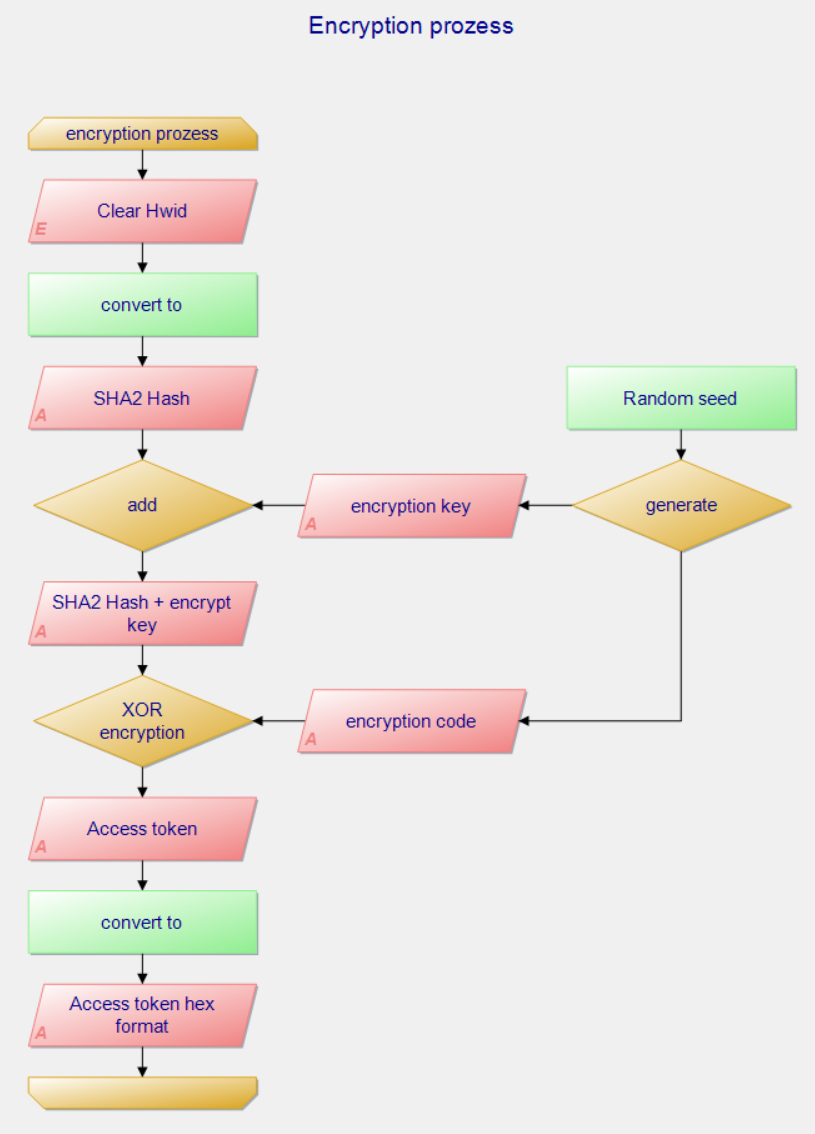 Encryption prozess
encryption prozess
Clear Hwid
E
convert to
SHA2 Hash
A
Random seed
add
encryption key
A
generate
SHA2 Hash + encrypt
key
A
XOR
encryption
encryption code
A
Access token
A
convert to
Access token hex
format
A